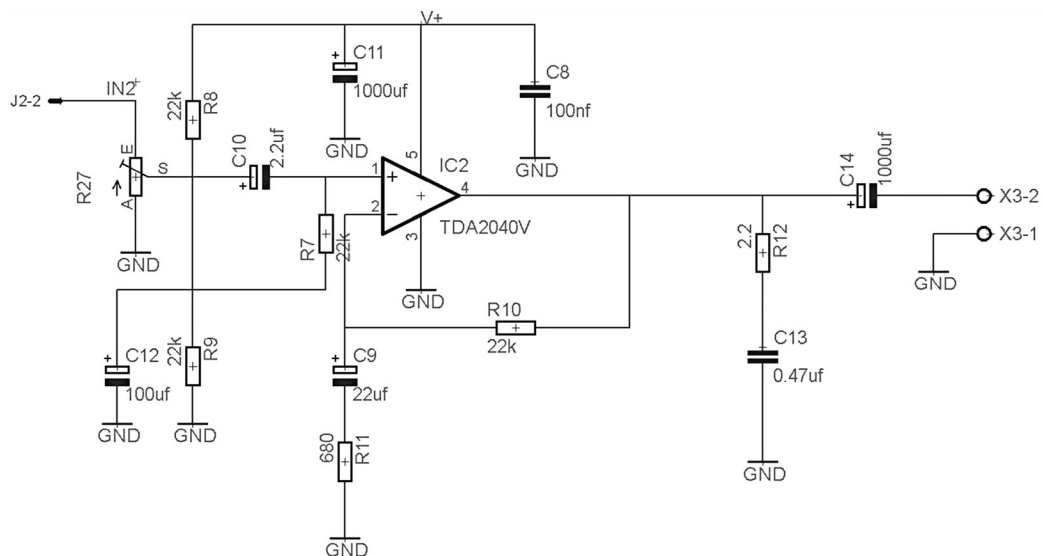 V+
C11
1000uf
GND
C8
100nf
GND
J2-2
IN2
22k
R8
E
S
A
R27
GND
C10
2.2uf
1
2
5
4
3
IC2
TDA2040V
GND
R7
22k
C14
1000uf
X3-2
X3-1
GND
2.2
R12
R10
22k
C12
100uf
GND
22k
R9
GND
C9
22uf
680
R11
GND
C13
0.47uf
GND